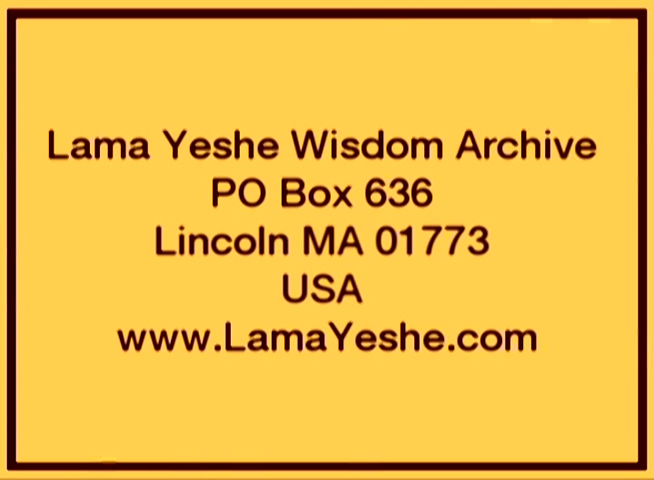 Lama Yeshe Wisdom Archive
PO Box 636
Lincoln MA 01773
USA
www.LamaYeshe.com